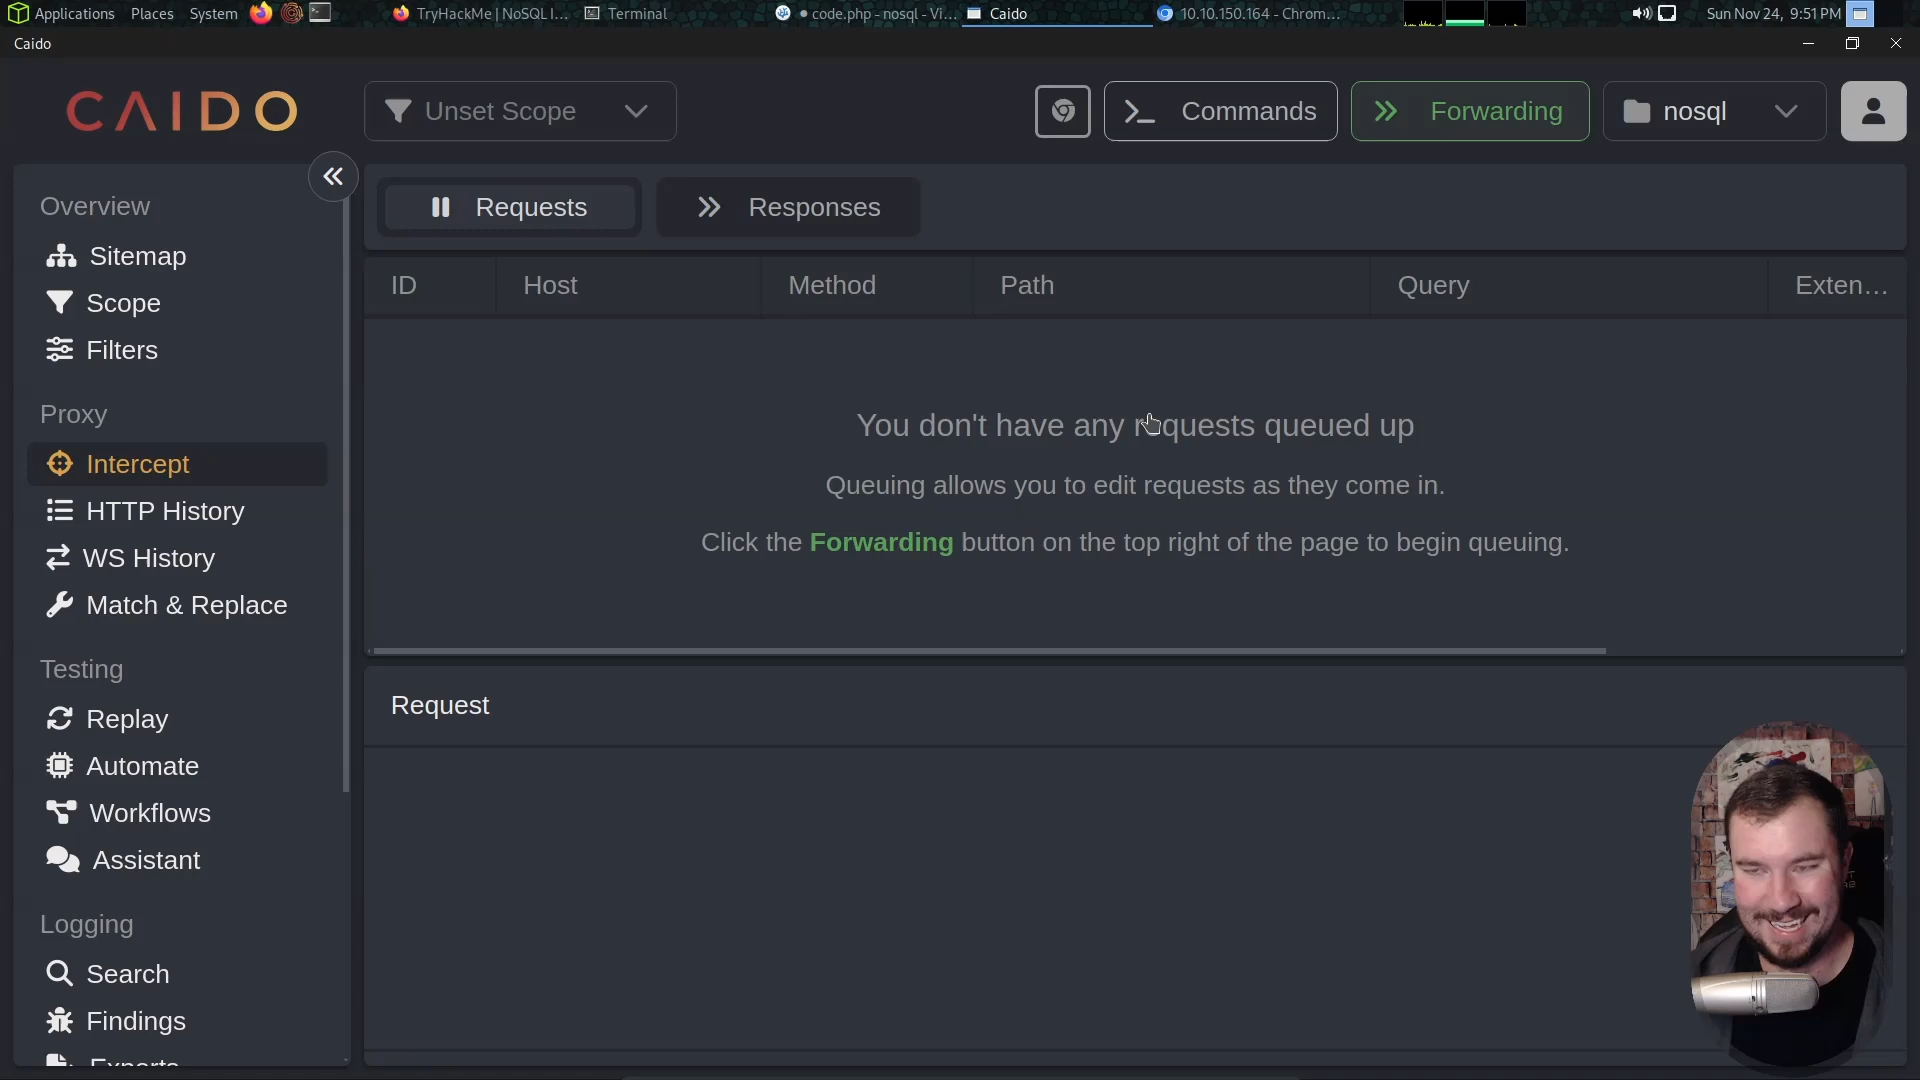 Applications Places System TryHackMe | NoSQL I... Terminal code.php - nosql - Vi... Caido 10.10.150.164 - Chrom... Sun Nov 24, 9:51 PM
Caido
CAIDO Unset Scope Commands Forwarding nosql
Overview
Sitemap
Scope
Filters
Proxy
Intercept
HTTP History
WS History
Match & Replace
Testing
Replay
Automate
Workflows
Assistant
Logging
Search
Findings
Exports
Requests Responses
ID Host Method Path Query Exten...
You don't have any requests queued up
Queuing allows you to edit requests as they come in.
Click the Forwarding button on the top right of the page to begin queuing.
Request